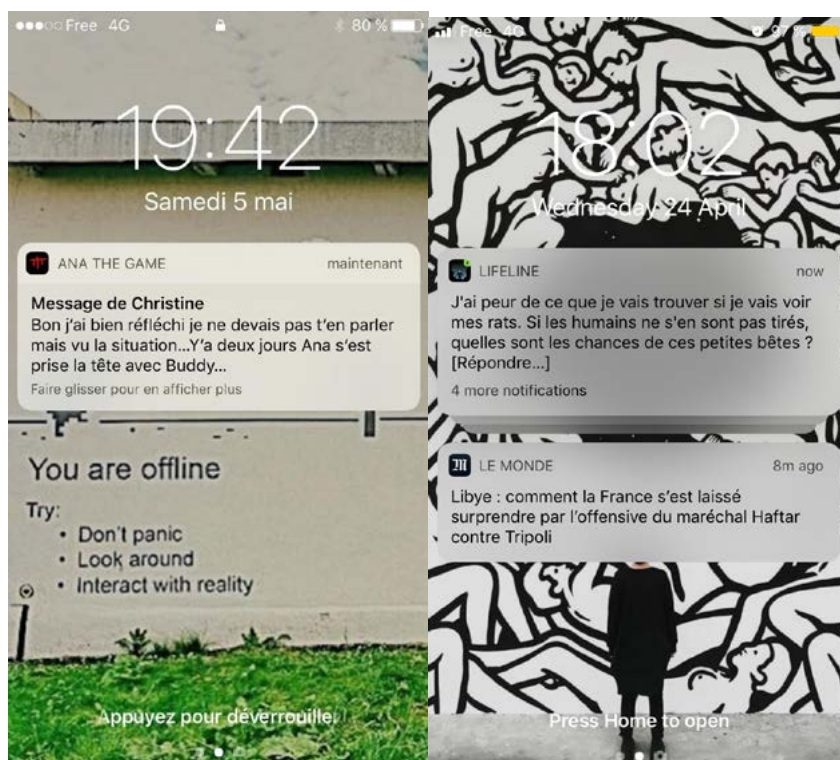 Free 4G 80 %
19:42
Samedi 5 mai
ANA THE GAME maintenant
Message de Christine
Bon j'ai bien réfléchi je ne devais pas t'en parler
mais vu la situation...Y'a deux jours Ana s'est
prise la tête avec Buddy...
Faire glisser pour en afficher plus
You are offline
Try:
• Don't panic
• Look around
• Interact with reality
Appuyez pour déverrouiller
Free 4G 97 %
18:02
Wednesday 24 April
LIFELINE now
J'ai peur de ce que je vais trouver si je vais voir
mes rats. Si les humains ne s'en sont pas tirés,
quelles sont les chances de ces petites bêtes ?
[Répondre...]
4 more notifications
LE MONDE 8m ago
Libye : comment la France s'est laissé
surprendre par l'offensive du maréchal Haftar
contre Tripoli
Press Home to open